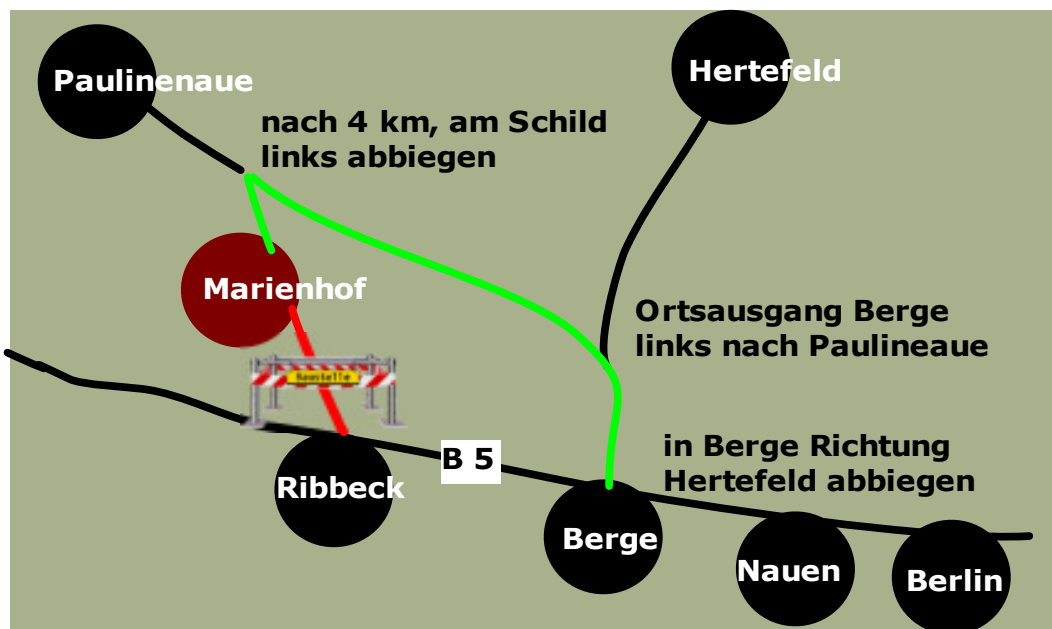 Paulinenaue
Hertefeld
nach 4 km, am Schild
links abbiegen
Marienhof
Ortsausgang Berge
links nach Paulineaue
Baustelle
B 5
in Berge Richtung
Hertefeld abbiegen
Ribbeck
Berge
Nauen
Berlin